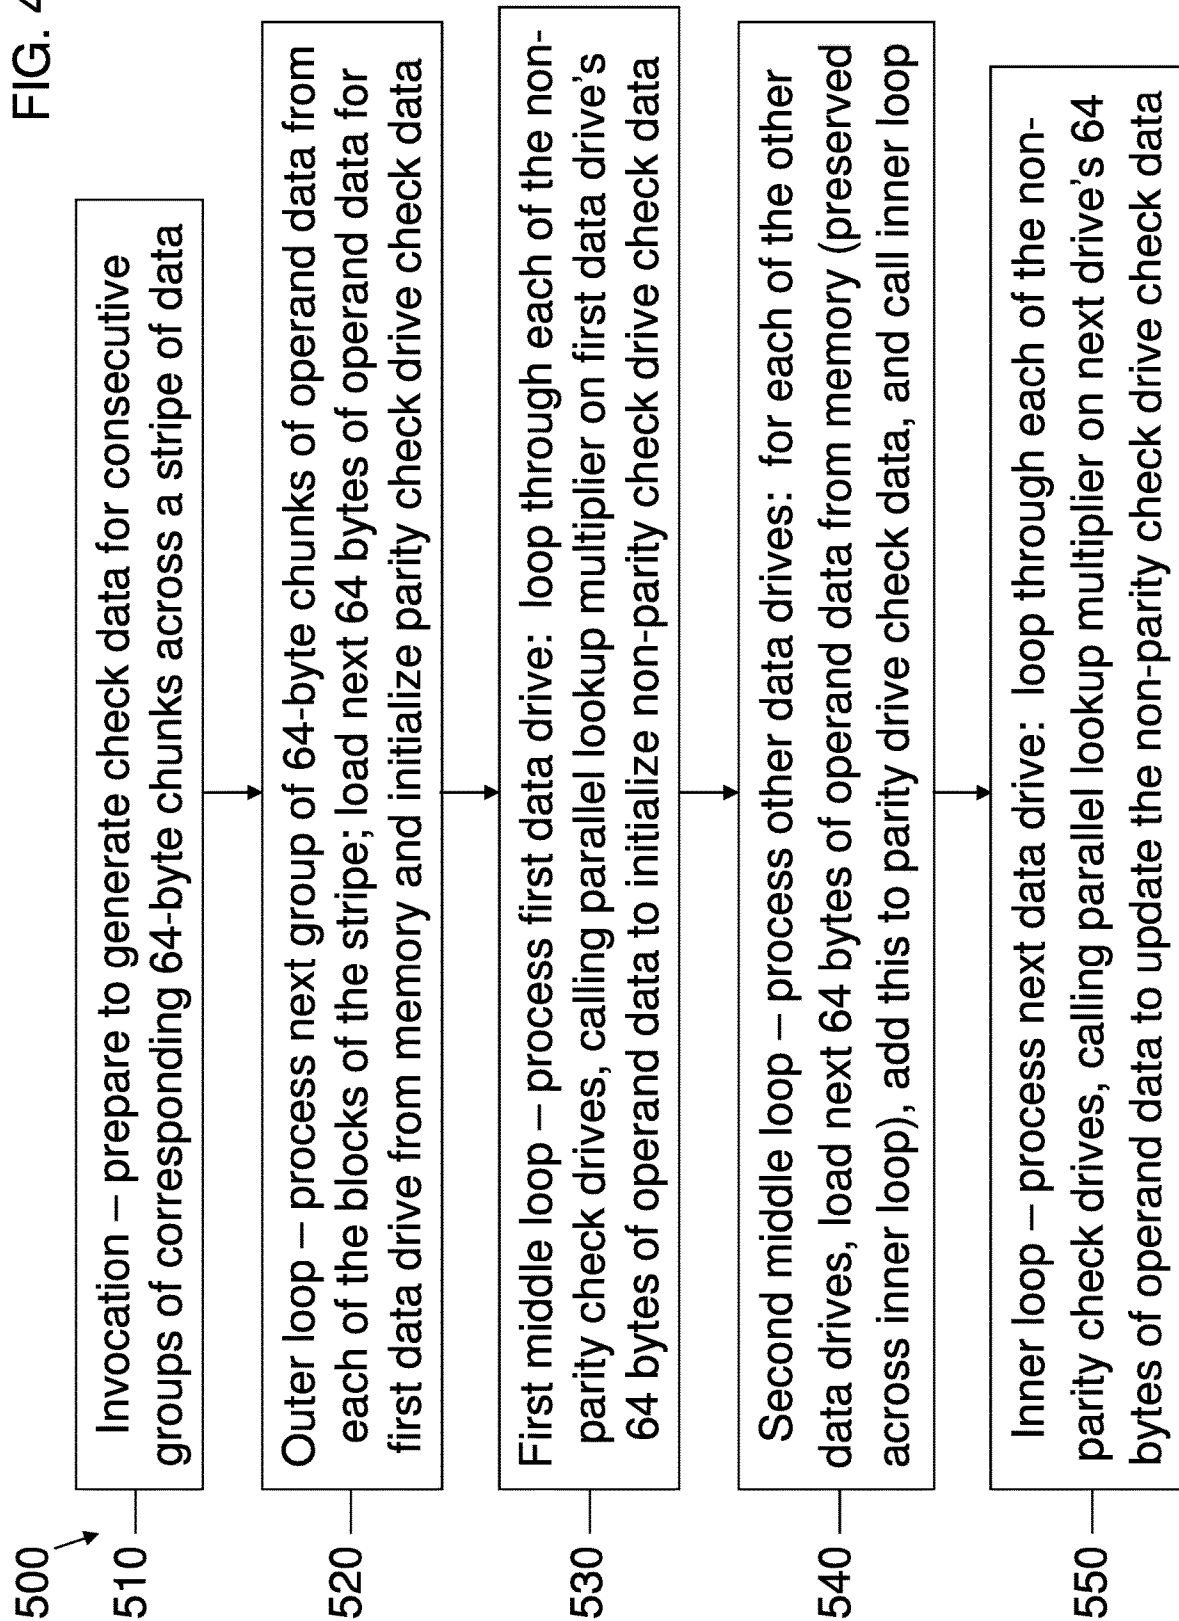 FIG. 4
500
510
Invocation – prepare to generate check data for consecutive
groups of corresponding 64-byte chunks across a stripe of data
520
Outer loop – process next group of 64-byte chunks of operand data from
each of the blocks of the stripe; load next 64 bytes of operand data for
first data drive from memory and initialize parity check drive check data
530
First middle loop – process first data drive: loop through each of the non-
parity check drives, calling parallel lookup multiplier on first data drive's
64 bytes of operand data to initialize non-parity check drive check data
540
Second middle loop – process other data drives: for each of the other
data drives, load next 64 bytes of operand data from memory (preserved
across inner loop), add this to parity drive check data, and call inner loop
550
Inner loop – process next data drive: loop through each of the non-
parity check drives, calling parallel lookup multiplier on next drive's 64
bytes of operand data to update the non-parity check drive check data